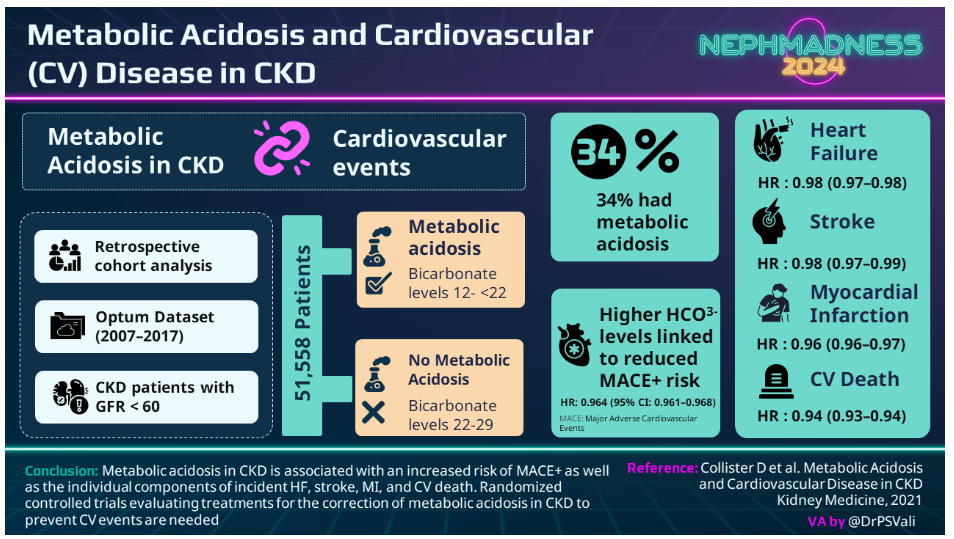 Metabolic Acidosis and Cardiovascular
(CV) Disease in CKD
NEPHMADNESS
2024
Metabolic
Acidosis in CKD
Cardiovascular
events
Retrospective
cohort analysis
Optum Dataset
(2007–2017)
CKD patients with
GFR < 60
51,558 Patients
Metabolic
acidosis
Bicarbonate
levels 12- <22
No Metabolic
Acidosis
Bicarbonate
levels 22-29
34 %
34% had
metabolic
acidosis
Higher HCO³⁻
levels linked
to reduced
MACE+ risk
HR: 0.964 (95% CI: 0.961–0.968)
MACE: Major Adverse Cardiovascular
Events
Heart
Failure
HR : 0.98 (0.97–0.98)
Stroke
HR : 0.98 (0.97–0.99)
Myocardial
Infarction
HR : 0.96 (0.96–0.97)
CV Death
HR : 0.94 (0.93–0.94)
Conclusion: Metabolic acidosis in CKD is associated with an increased risk of MACE+ as well
as the individual components of incident HF, stroke, MI, and CV death. Randomized
controlled trials evaluating treatments for the correction of metabolic acidosis in CKD to
prevent CV events are needed
Reference: Collister D et al. Metabolic Acidosis
and Cardiovascular Disease in CKD
Kidney Medicine, 2021
VA by @DrPSVali